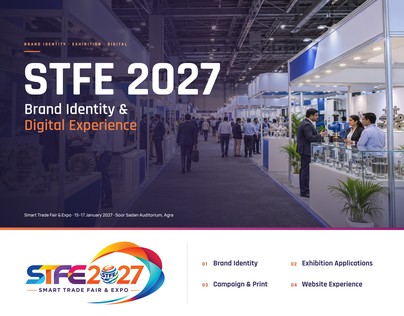 BRAND IDENTITY · EXHIBITION · DIGITAL
STFE 2027
Brand Identity &
Digital Experience
Smart Trade Fair & Expo · 15–17 January 2027 · Soor Sadan Auditorium, Agra
STFE2027
STFE
SMART TRADE FAIR & EXPO
01 Brand Identity
02 Exhibition Applications
03 Campaign & Print
04 Website Experience